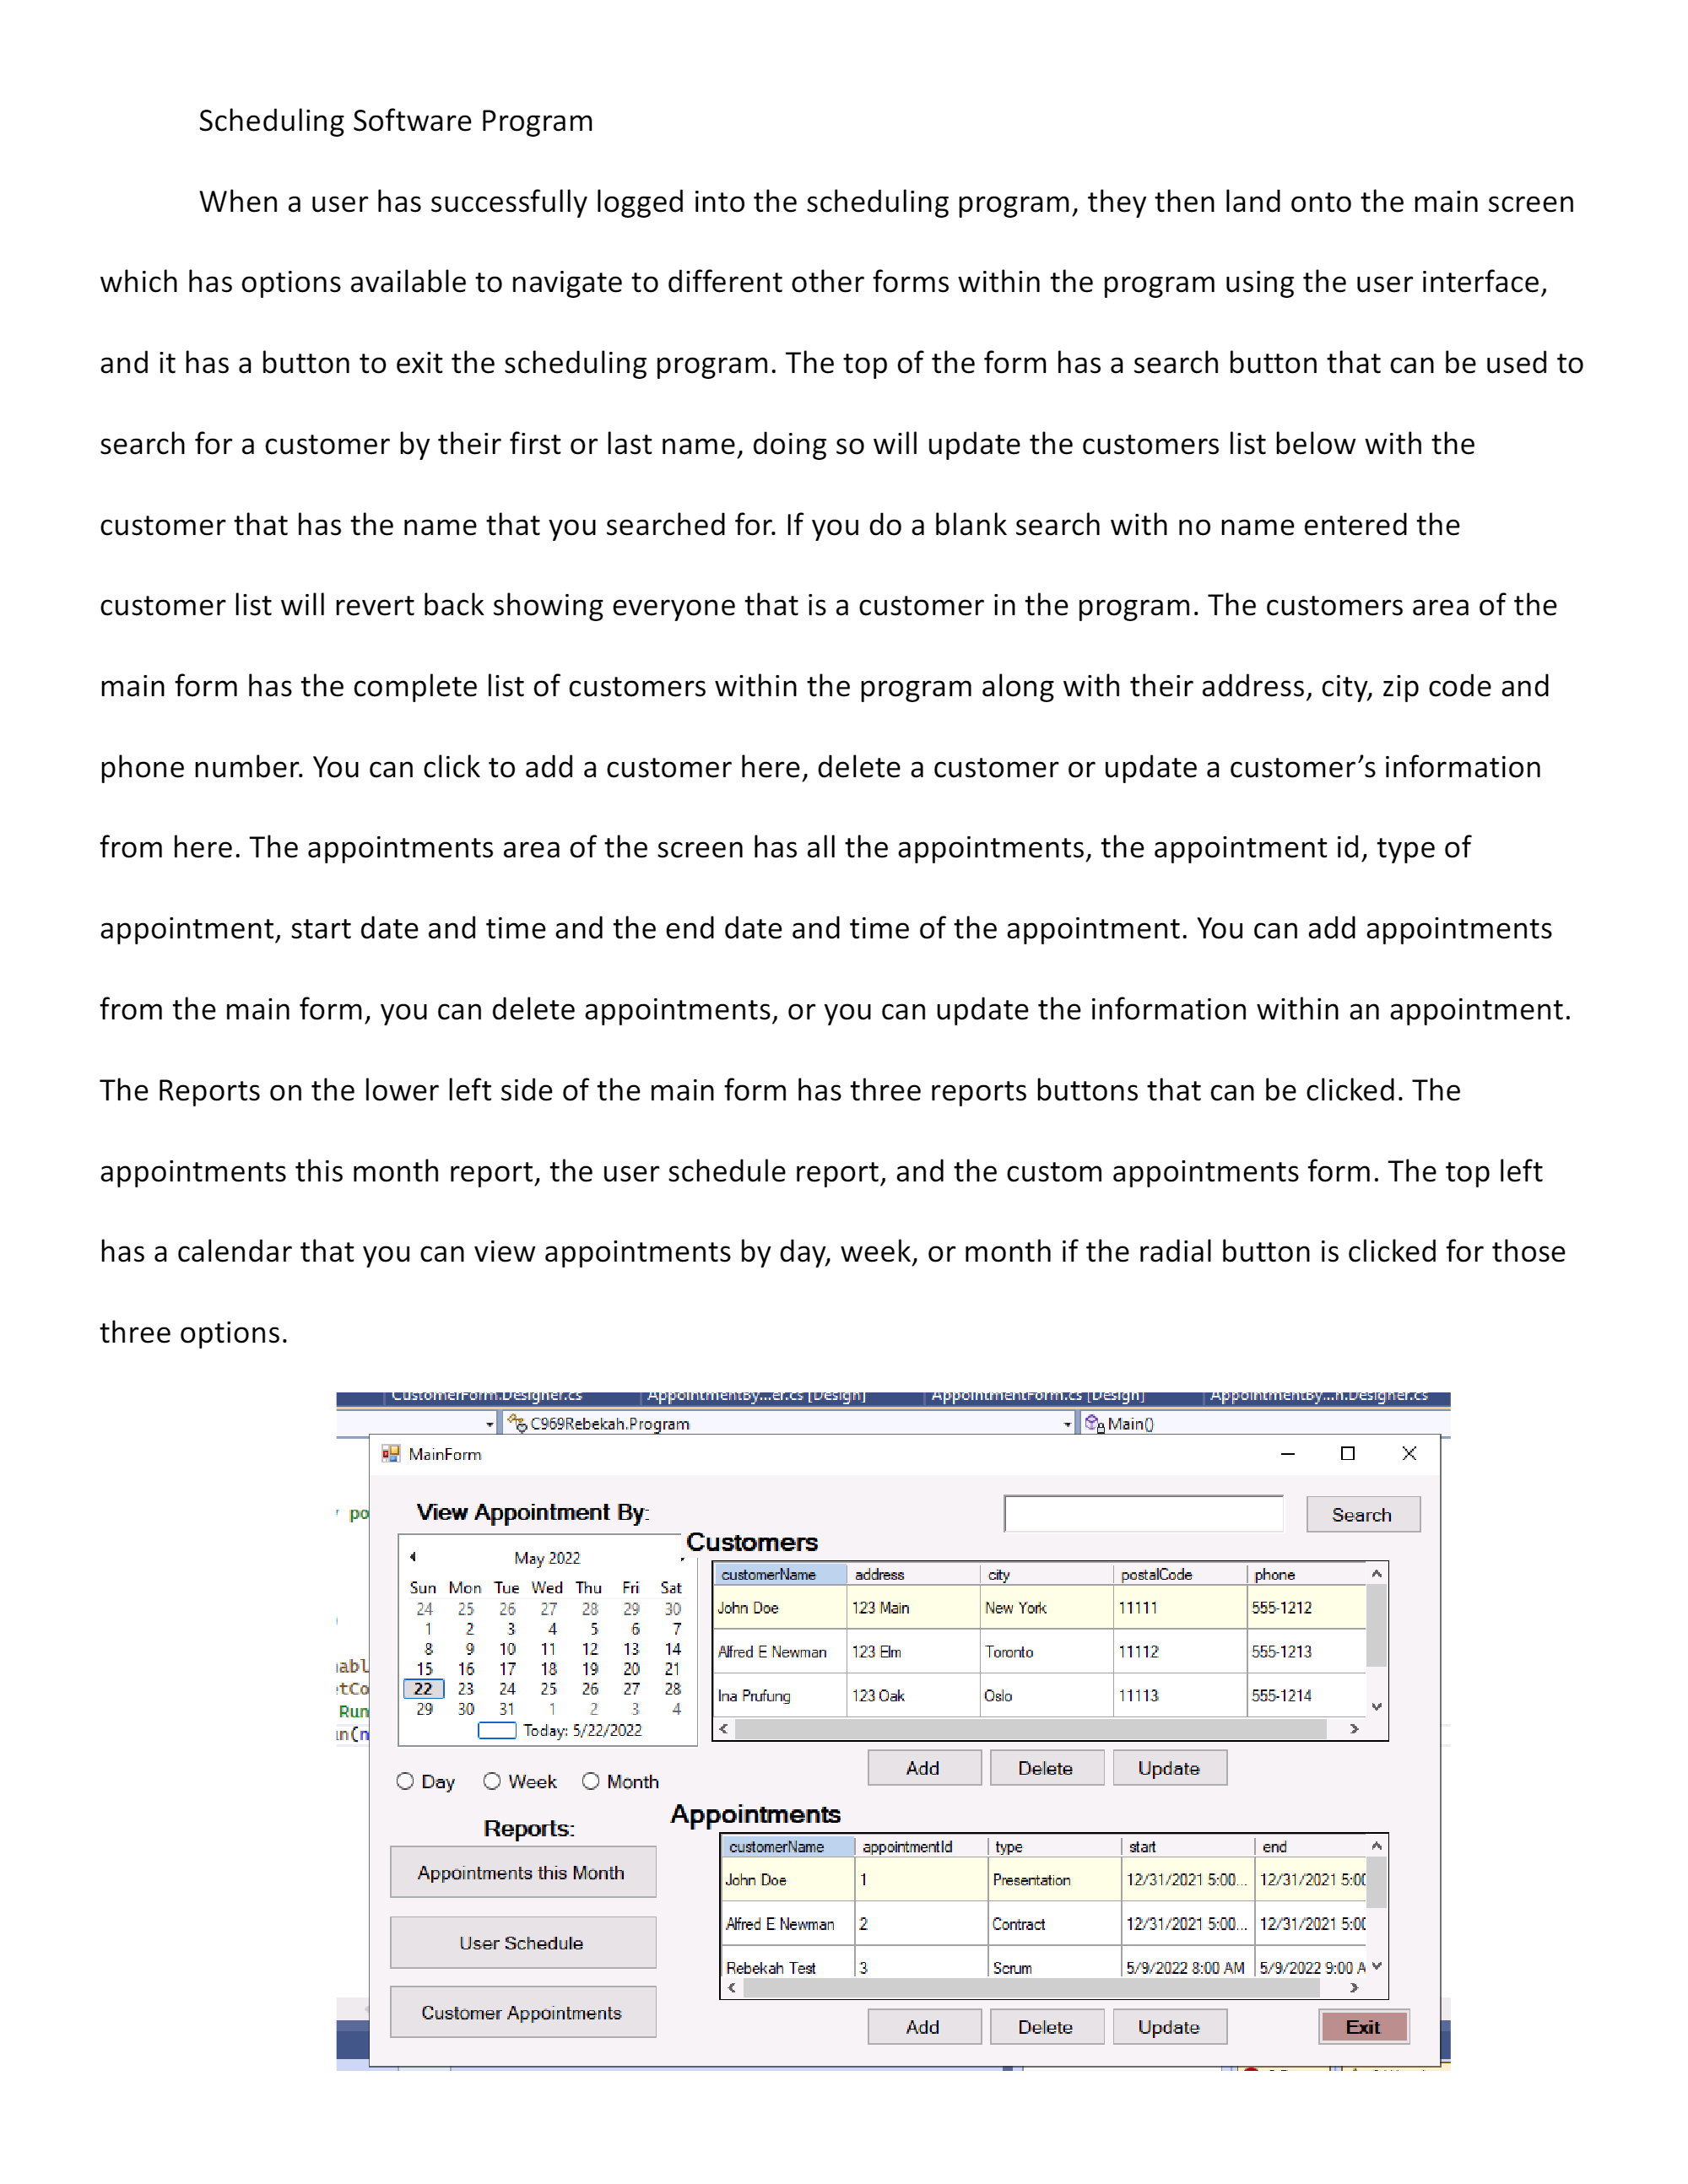 Scheduling Software Program
When a user has successfully logged into the scheduling program, they then land onto the main screen
which has options available to navigate to different other forms within the program using the user interface,
and it has a button to exit the scheduling program. The top of the form has a search button that can be used to
search for a customer by their first or last name, doing so will update the customers list below with the
customer that has the name that you searched for. If you do a blank search with no name entered the
customer list will revert back showing everyone that is a customer in the program. The customers area of the
main form has the complete list of customers within the program along with their address, city, zip code and
phone number. You can click to add a customer here, delete a customer or update a customer’s information
from here. The appointments area of the screen has all the appointments, the appointment id, type of
appointment, start date and time and the end date and time of the appointment. You can add appointments
from the main form, you can delete appointments, or you can update the information within an appointment.
The Reports on the lower left side of the main form has three reports buttons that can be clicked. The
appointments this month report, the user schedule report, and the custom appointments form. The top left
has a calendar that you can view appointments by day, week, or month if the radial button is clicked for those
three options.
CustomerForm.Designer.cs AppointmentBy...er.cs [Design] AppointmentForm.cs [Design] AppointmentBy...n.Designer.cs
C969Rebekah.Program Main()
MainForm
po
View Appointment By:
Search
Customers
May 2022
Sun Mon Tue Wed Thu Fri Sat
24 25 26 27 28 29 30
1 2 3 4 5 6 7
8 9 10 11 12 13 14
15 16 17 18 19 20 21
22 23 24 25 26 27 28
29 30 31 1 2 3 4
Today: 5/22/2022
customerName address city postalCode phone
John Doe 123 Main New York 11111 555-1212
Alfred E Newman 123 Elm Toronto 11112 555-1213
Ina Prufung 123 Oak Oslo 11113 555-1214
abl
tCo
Run
n(n
Add Delete Update
Day Week Month
Reports:
Appointments this Month
User Schedule
Customer Appointments
Appointments
customerName appointmentId type start end
John Doe 1 Presentation 12/31/2021 5:00... 12/31/2021 5:00
Alfred E Newman 2 Contract 12/31/2021 5:00... 12/31/2021 5:00
Rebekah Test 3 Scrum 5/9/2022 8:00 AM 5/9/2022 9:00 A
Add Delete Update Exit